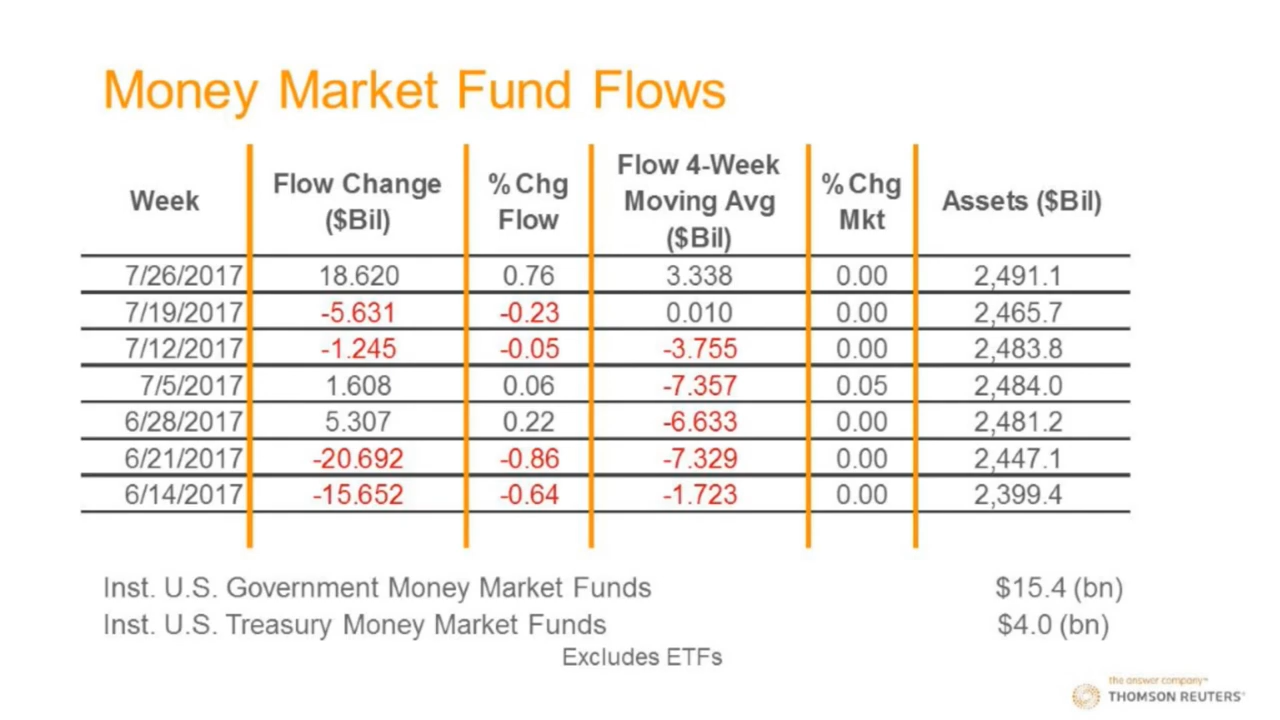 Money Market Fund Flows
Week Flow Change ($Bil) % Chg Flow Flow 4-Week Moving Avg ($Bil) % Chg Mkt Assets ($Bil)
7/26/2017 18.620 0.76 3.338 0.00 2,491.1
7/19/2017 -5.631 -0.23 0.010 0.00 2,465.7
7/12/2017 -1.245 -0.05 -3.755 0.00 2,483.8
7/5/2017 1.608 0.06 -7.357 0.05 2,484.0
6/28/2017 5.307 0.22 -6.633 0.00 2,481.2
6/21/2017 -20.692 -0.86 -7.329 0.00 2,447.1
6/14/2017 -15.652 -0.64 -1.723 0.00 2,399.4
Inst. U.S. Government Money Market Funds $15.4 (bn)
Inst. U.S. Treasury Money Market Funds $4.0 (bn)
Excludes ETFs
the answer company™
THOMSON REUTERS®